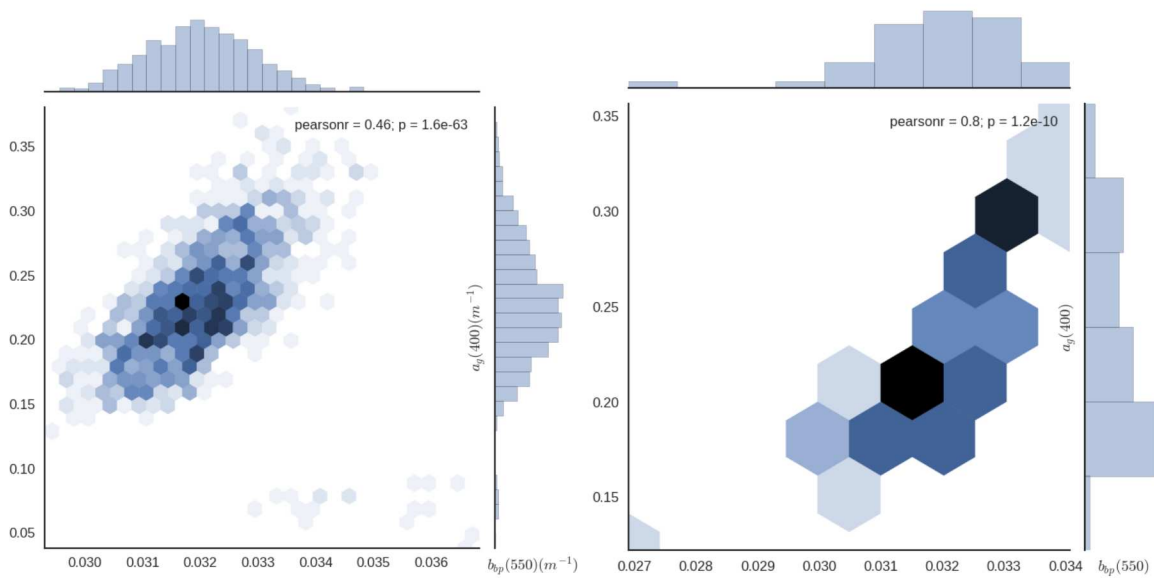 pearsonr = 0.46; p = 1.6e-63
0.35
0.30
0.25
0.20
0.15
0.10
0.05
a_g(400)(m^{-1})
0.030 0.031 0.032 0.033 0.034 0.035 0.036
b_{bp}(550)(m^{-1})
pearsonr = 0.8; p = 1.2e-10
0.35
0.30
0.25
0.20
0.15
a_g(400)
0.027 0.028 0.029 0.030 0.031 0.032 0.033 0.034
b_{bp}(550)